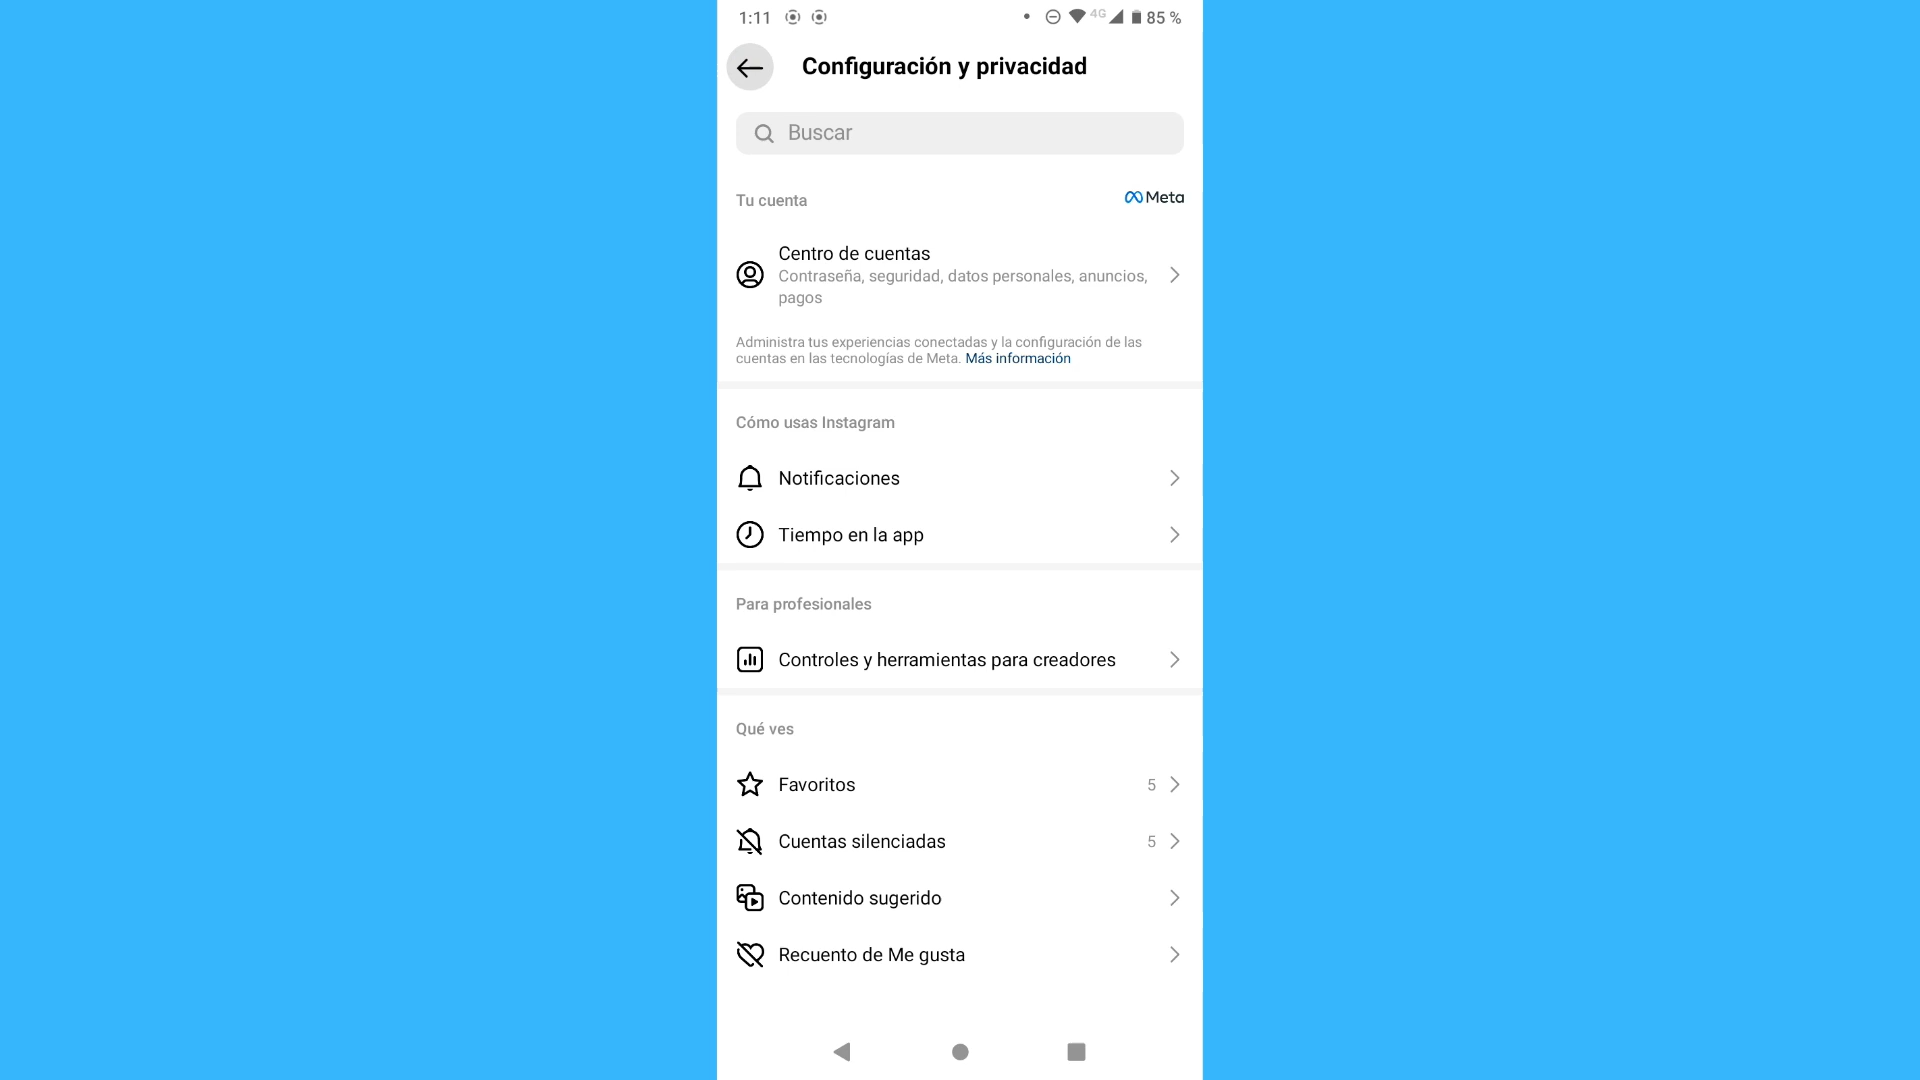 1:11
4G
85 %
Configuración y privacidad
Buscar
Tu cuenta
Meta
Centro de cuentas
Contraseña, seguridad, datos personales, anuncios,
pagos
Administra tus experiencias conectadas y la configuración de las
cuentas en las tecnologías de Meta. Más información
Cómo usas Instagram
Notificaciones
Tiempo en la app
Para profesionales
Controles y herramientas para creadores
Qué ves
Favoritos 5
Cuentas silenciadas 5
Contenido sugerido
Recuento de Me gusta